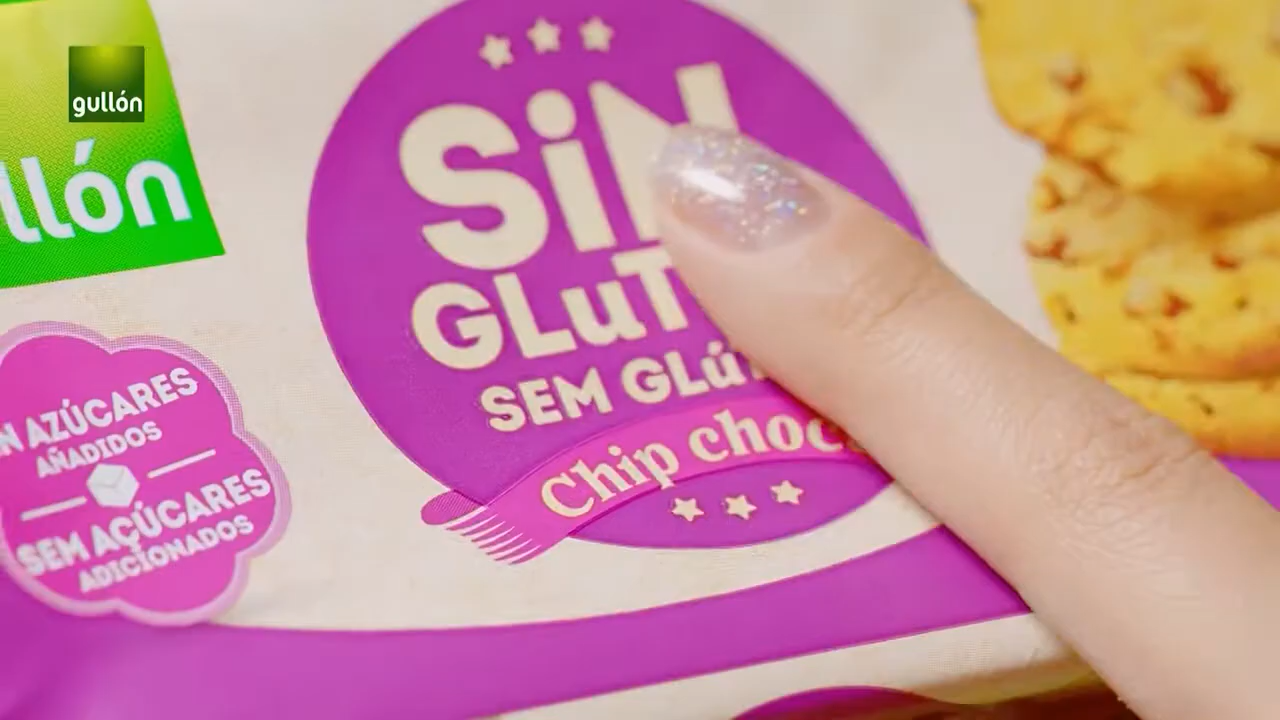 gullón
llón
SiN
GLuT
SEM GLú
Chip choc
N AZÚCARES
AÑADIDOS
SEM AÇÚCARES
ADICIONADOS